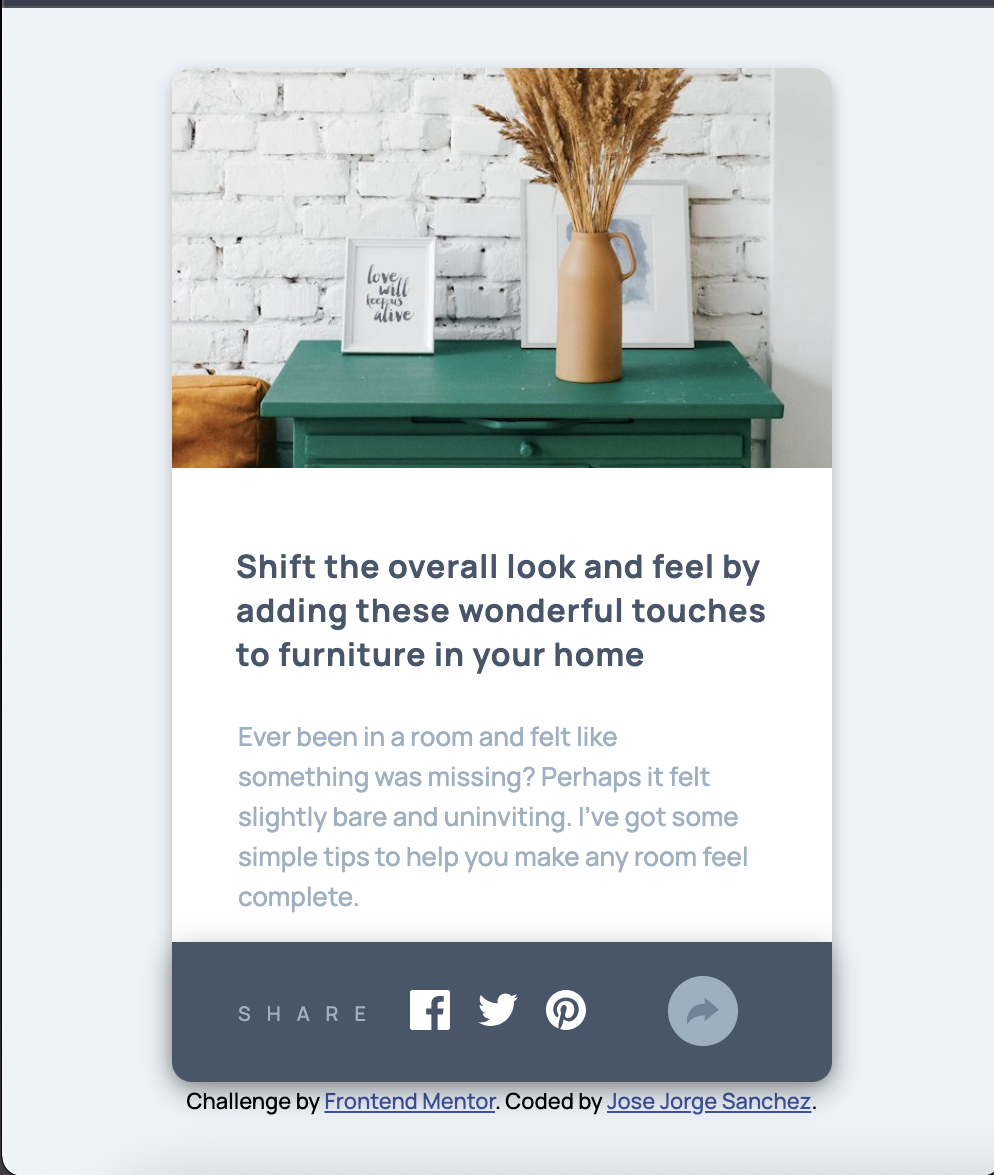 love
will
keep us
alive
Shift the overall look and feel by
adding these wonderful touches
to furniture in your home
Ever been in a room and felt like
something was missing? Perhaps it felt
slightly bare and uninviting. I’ve got some
simple tips to help you make any room feel
complete.
SHARE
Challenge by Frontend Mentor. Coded by Jose Jorge Sanchez.